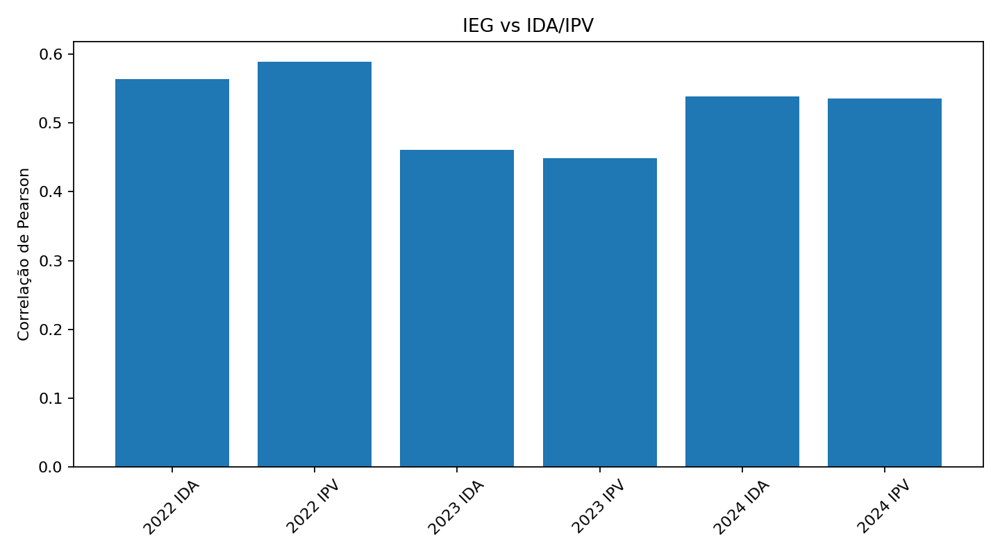 IEG vs IDA/IPV
Correlação de Pearson
0.6
0.5
0.4
0.3
0.2
0.1
0.0
2022 IDA
2022 IPV
2023 IDA
2023 IPV
2024 IDA
2024 IPV